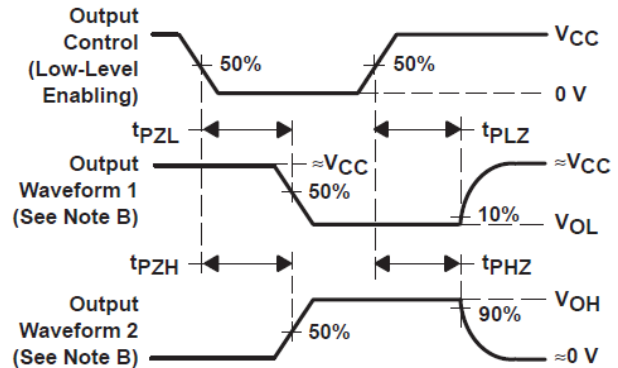 Output
Control
(Low-Level
Enabling)
50%
50%
VCC
0 V
tPZL
tPLZ
Output
Waveform 1
(See Note B)
≈VCC
50%
≈VCC
10%
VOL
tPZH
tPHZ
Output
Waveform 2
(See Note B)
50%
VOH
90%
≈0 V